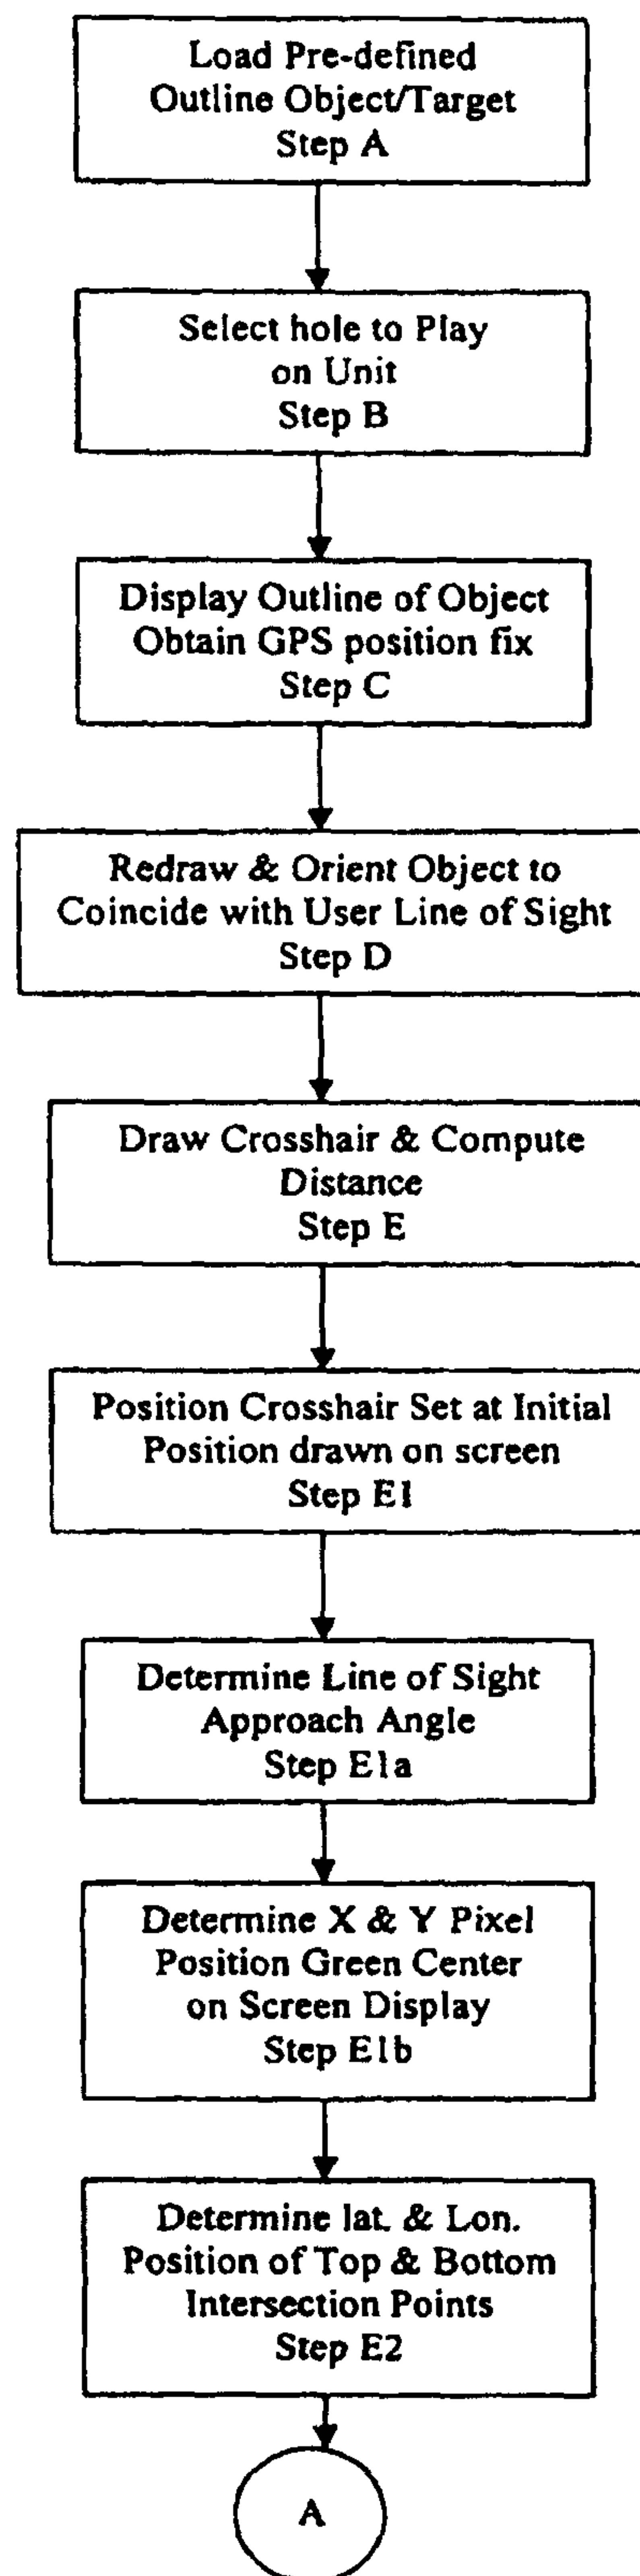 Load Pre-defined
Outline Object/Target
Step A
Select hole to Play
on Unit
Step B
Display Outline of Object
Obtain GPS position fix
Step C
Redraw & Orient Object to
Coincide with User Line of Sight
Step D
Draw Crosshair & Compute
Distance
Step E
Position Crosshair Set at Initial
Position drawn on screen
Step E1
Determine Line of Sight
Approach Angle
Step E1a
Determine X & Y Pixel
Position Green Center
on Screen Display
Step E1b
Determine lat. & Lon.
Position of Top & Bottom
Intersection Points
Step E2
A